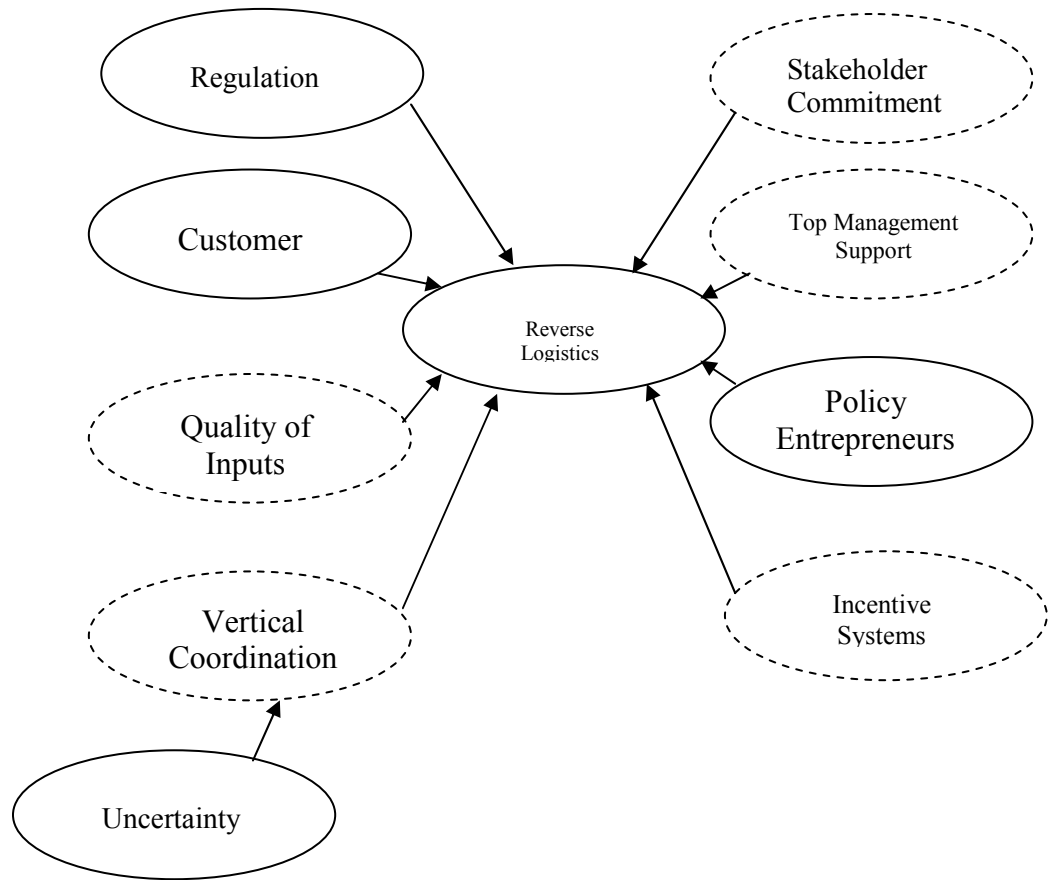 Regulation
Stakeholder
Commitment
Customer
Top Management
Support
Reverse
Logistics
Quality of
Inputs
Policy
Entrepreneurs
Vertical
Coordination
Incentive
Systems
Uncertainty